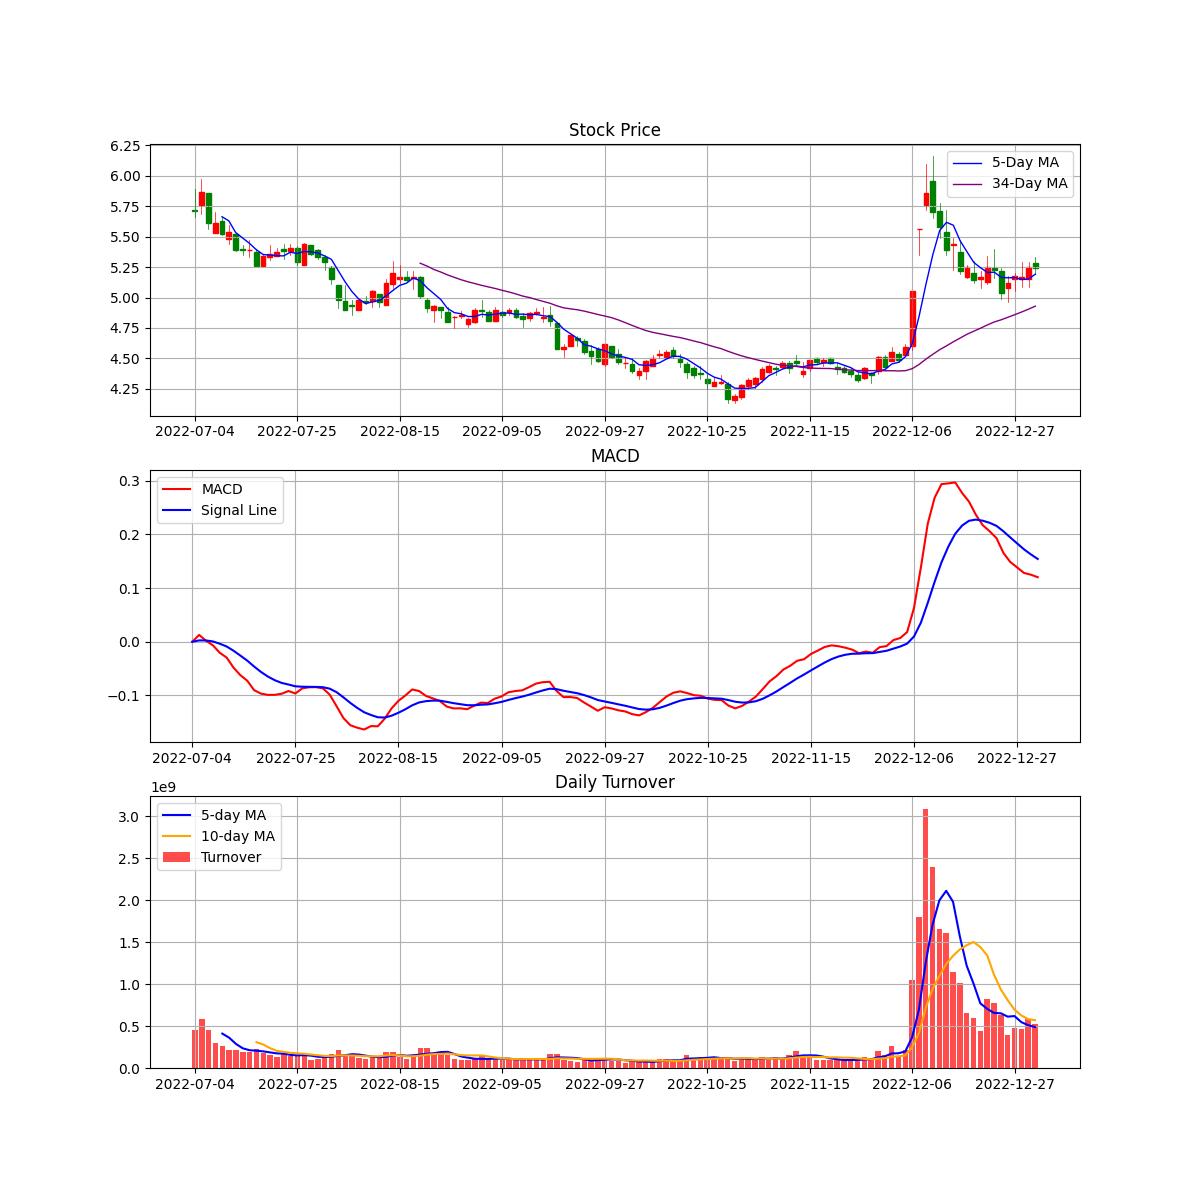 Stock Price
6.25
6.00
5.75
5.50
5.25
5.00
4.75
4.50
4.25
5-Day MA
34-Day MA
2022-07-04 2022-07-25 2022-08-15 2022-09-05 2022-09-27 2022-10-25 2022-11-15 2022-12-06 2022-12-27
MACD
0.3
0.2
0.1
0.0
−0.1
MACD
Signal Line
2022-07-04 2022-07-25 2022-08-15 2022-09-05 2022-09-27 2022-10-25 2022-11-15 2022-12-06 2022-12-27
Daily Turnover
1e9
3.0
2.5
2.0
1.5
1.0
0.5
0.0
5-day MA
10-day MA
Turnover
2022-07-04 2022-07-25 2022-08-15 2022-09-05 2022-09-27 2022-10-25 2022-11-15 2022-12-06 2022-12-27